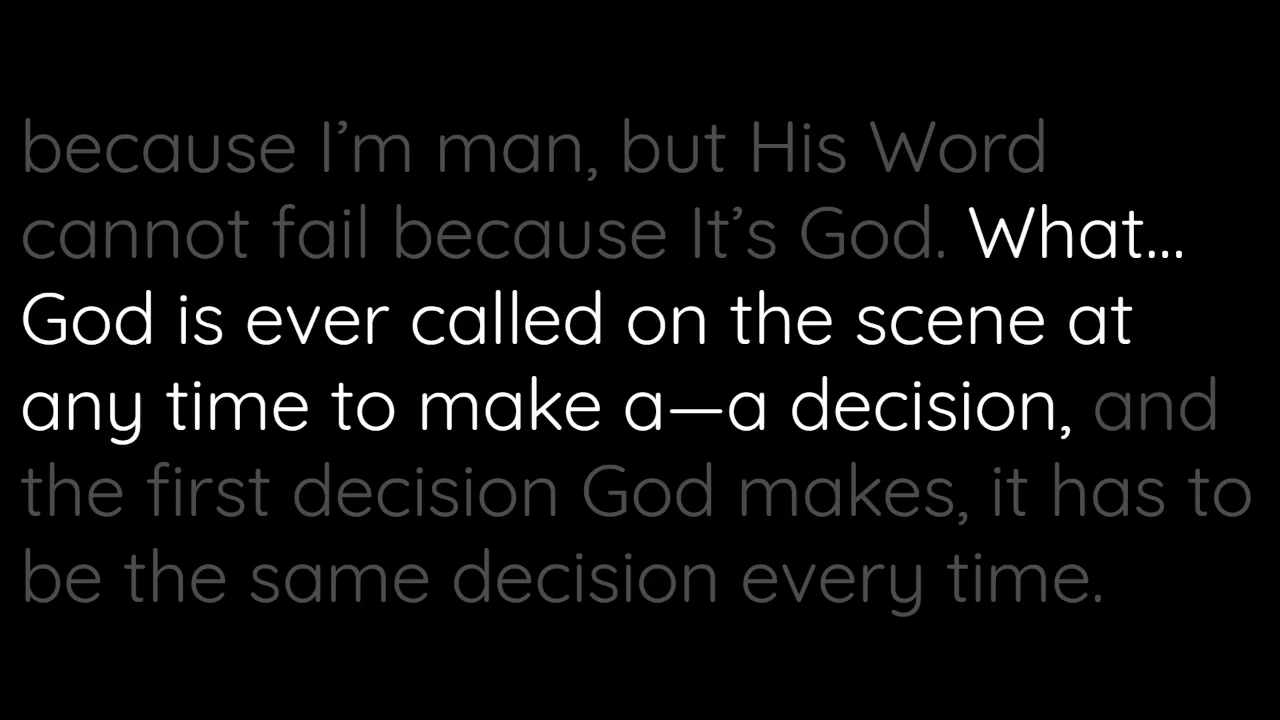 because I’m man, but His Word
cannot fail because It’s God. What...
God is ever called on the scene at
any time to make a—a decision, and
the first decision God makes, it has to
be the same decision every time.